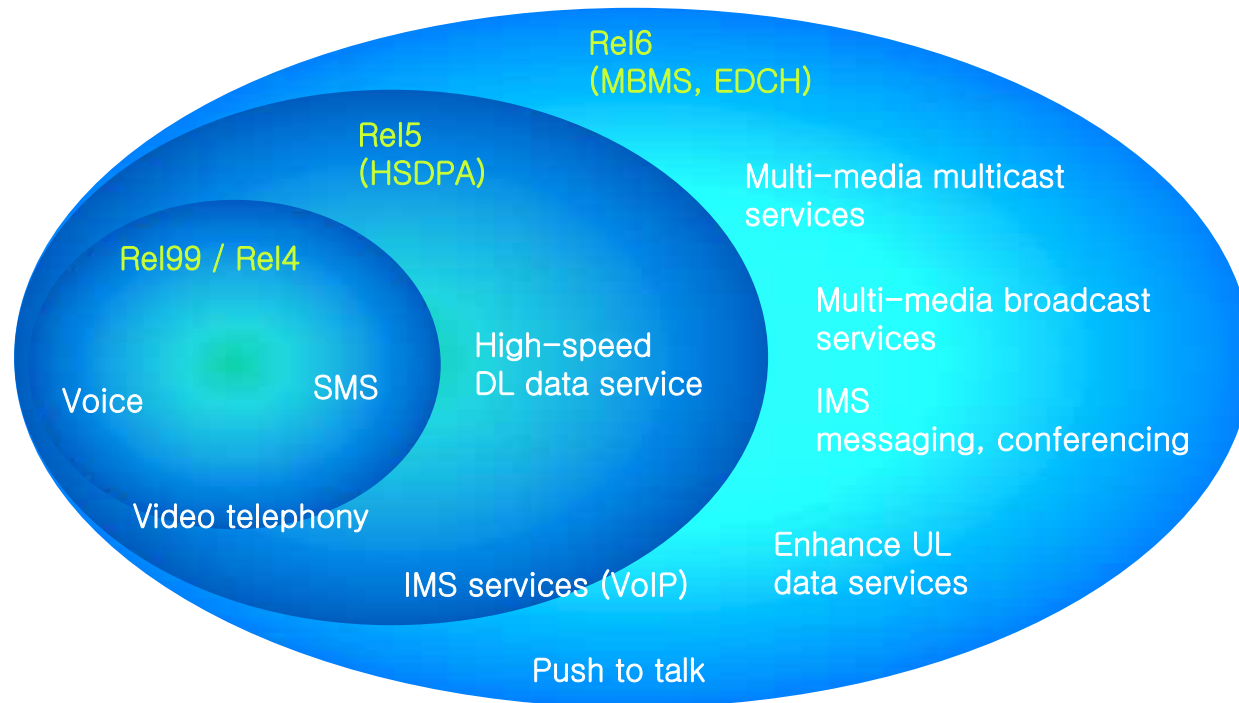 Rel6
(MBMS, EDCH)
Rel5
(HSDPA)
Multi-media multicast
services
Rel99 / Rel4
Multi-media broadcast
services
High-speed
DL data service
Voice
SMS
IMS
messaging, conferencing
Video telephony
Enhance UL
data services
IMS services (VoIP)
Push to talk